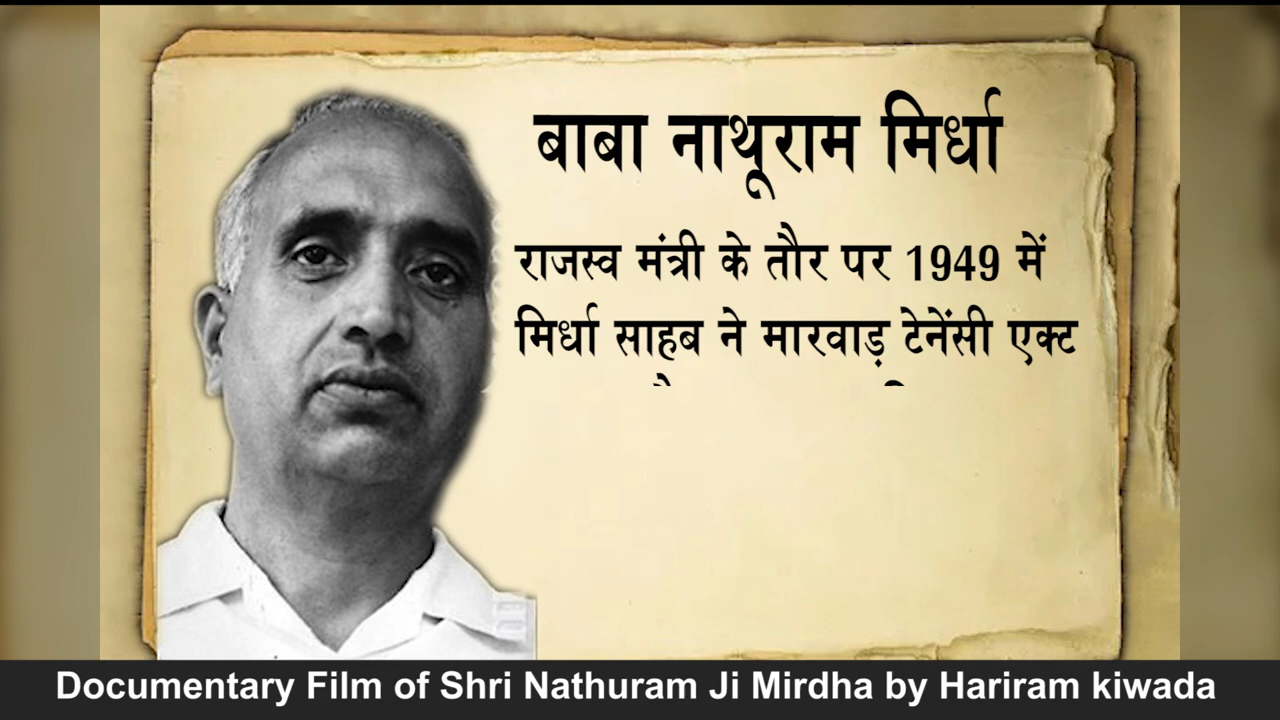 बाबा नाथूराम मिर्धा
राजस्व मंत्री के तौर पर 1949 में
मिर्धा साहब ने मारवाड़ टेनेंसी एक्ट
Documentary Film of Shri Nathuram Ji Mirdha by Hariram kiwada